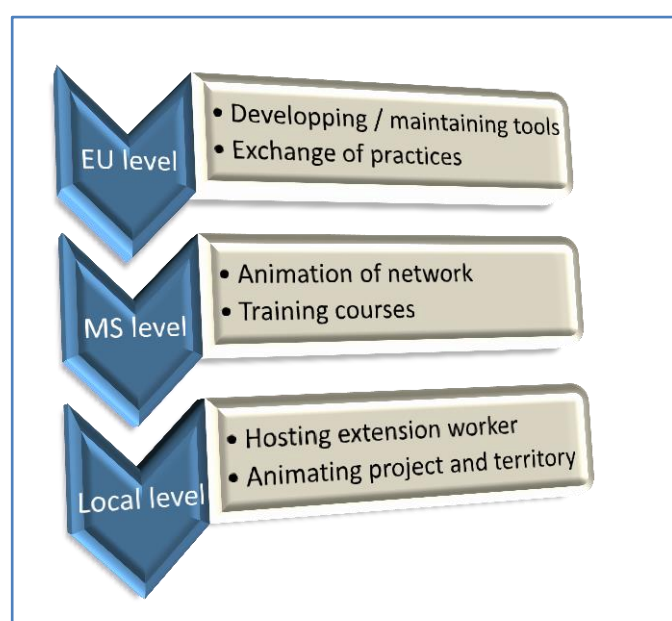 EU level
• Developping / maintaining tools
• Exchange of practices
MS level
• Animation of network
• Training courses
Local level
• Hosting extension worker
• Animating project and territory